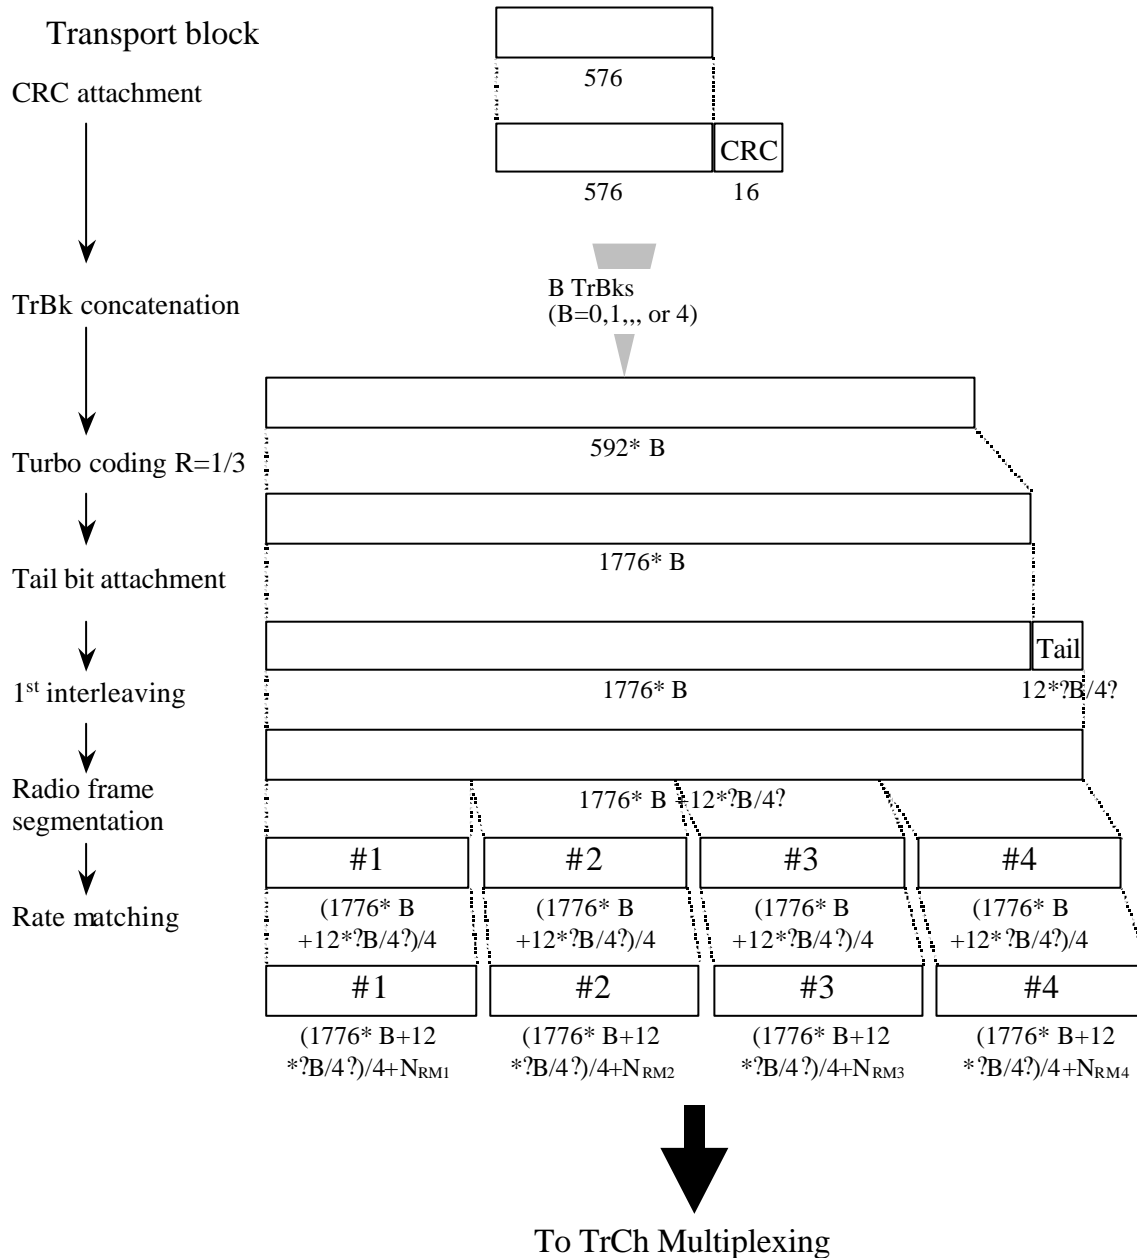 Transport block
576
CRC attachment
CRC
576
16
B TrBks
(B=0,1,,, or 4)
TrBk concatenation
592* B
Turbo coding R=1/3
1776* B
Tail bit attachment
Tail
1776* B
12*?B/4?
1st interleaving
1776* B +12*?B/4?
Radio frame
segmentation
#1
#2
#3
#4
Rate matching
(1776* B
+12*?B/4?)/4
(1776* B
+12*?B/4?)/4
(1776* B
+12*?B/4?)/4
(1776* B
+12*?B/4?)/4
#1
#2
#3
#4
(1776* B+12
*?B/4?)/4+NRM1
(1776* B+12
*?B/4?)/4+NRM2
(1776* B+12
*?B/4?)/4+NRM3
(1776* B+12
*?B/4?)/4+NRM4
To TrCh Multiplexing